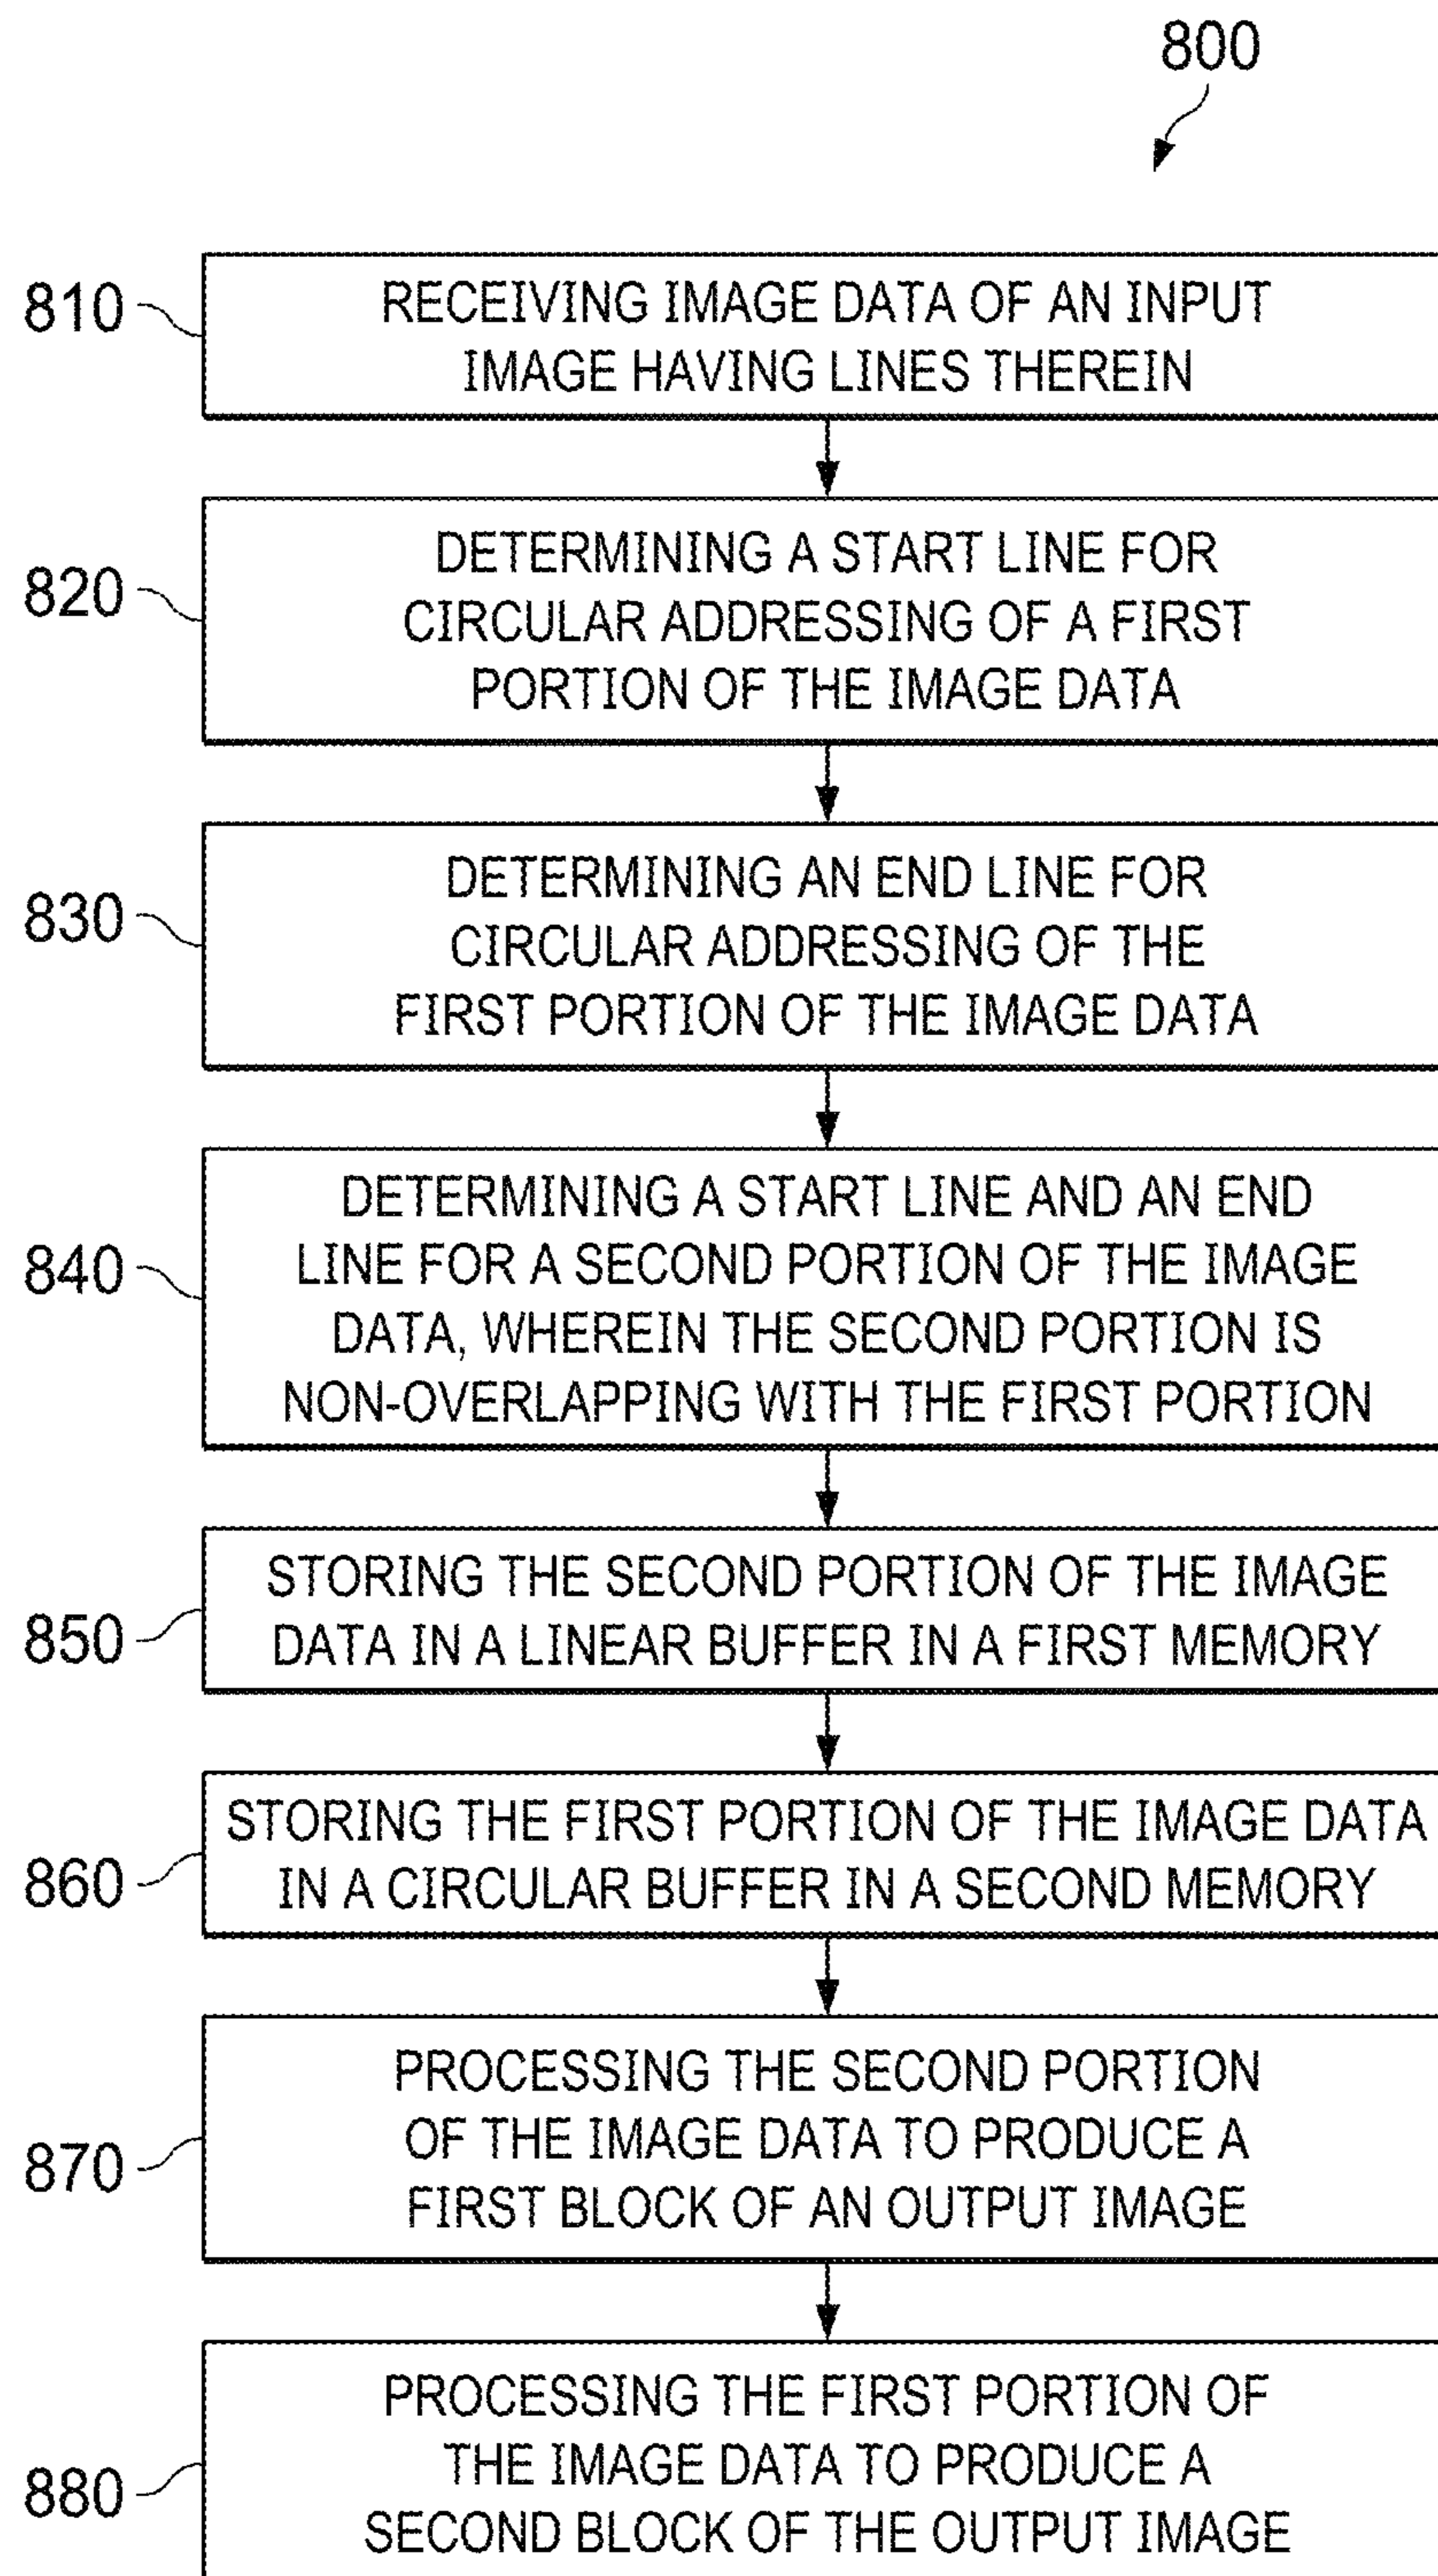 800
810
RECEIVING IMAGE DATA OF AN INPUT
IMAGE HAVING LINES THEREIN
820
DETERMINING A START LINE FOR
CIRCULAR ADDRESSING OF A FIRST
PORTION OF THE IMAGE DATA
830
DETERMINING AN END LINE FOR
CIRCULAR ADDRESSING OF THE
FIRST PORTION OF THE IMAGE DATA
840
DETERMINING A START LINE AND AN END
LINE FOR A SECOND PORTION OF THE IMAGE
DATA, WHEREIN THE SECOND PORTION IS
NON-OVERLAPPING WITH THE FIRST PORTION
850
STORING THE SECOND PORTION OF THE IMAGE
DATA IN A LINEAR BUFFER IN A FIRST MEMORY
860
STORING THE FIRST PORTION OF THE IMAGE DATA
IN A CIRCULAR BUFFER IN A SECOND MEMORY
870
PROCESSING THE SECOND PORTION
OF THE IMAGE DATA TO PRODUCE A
FIRST BLOCK OF AN OUTPUT IMAGE
880
PROCESSING THE FIRST PORTION OF
THE IMAGE DATA TO PRODUCE A
SECOND BLOCK OF THE OUTPUT IMAGE